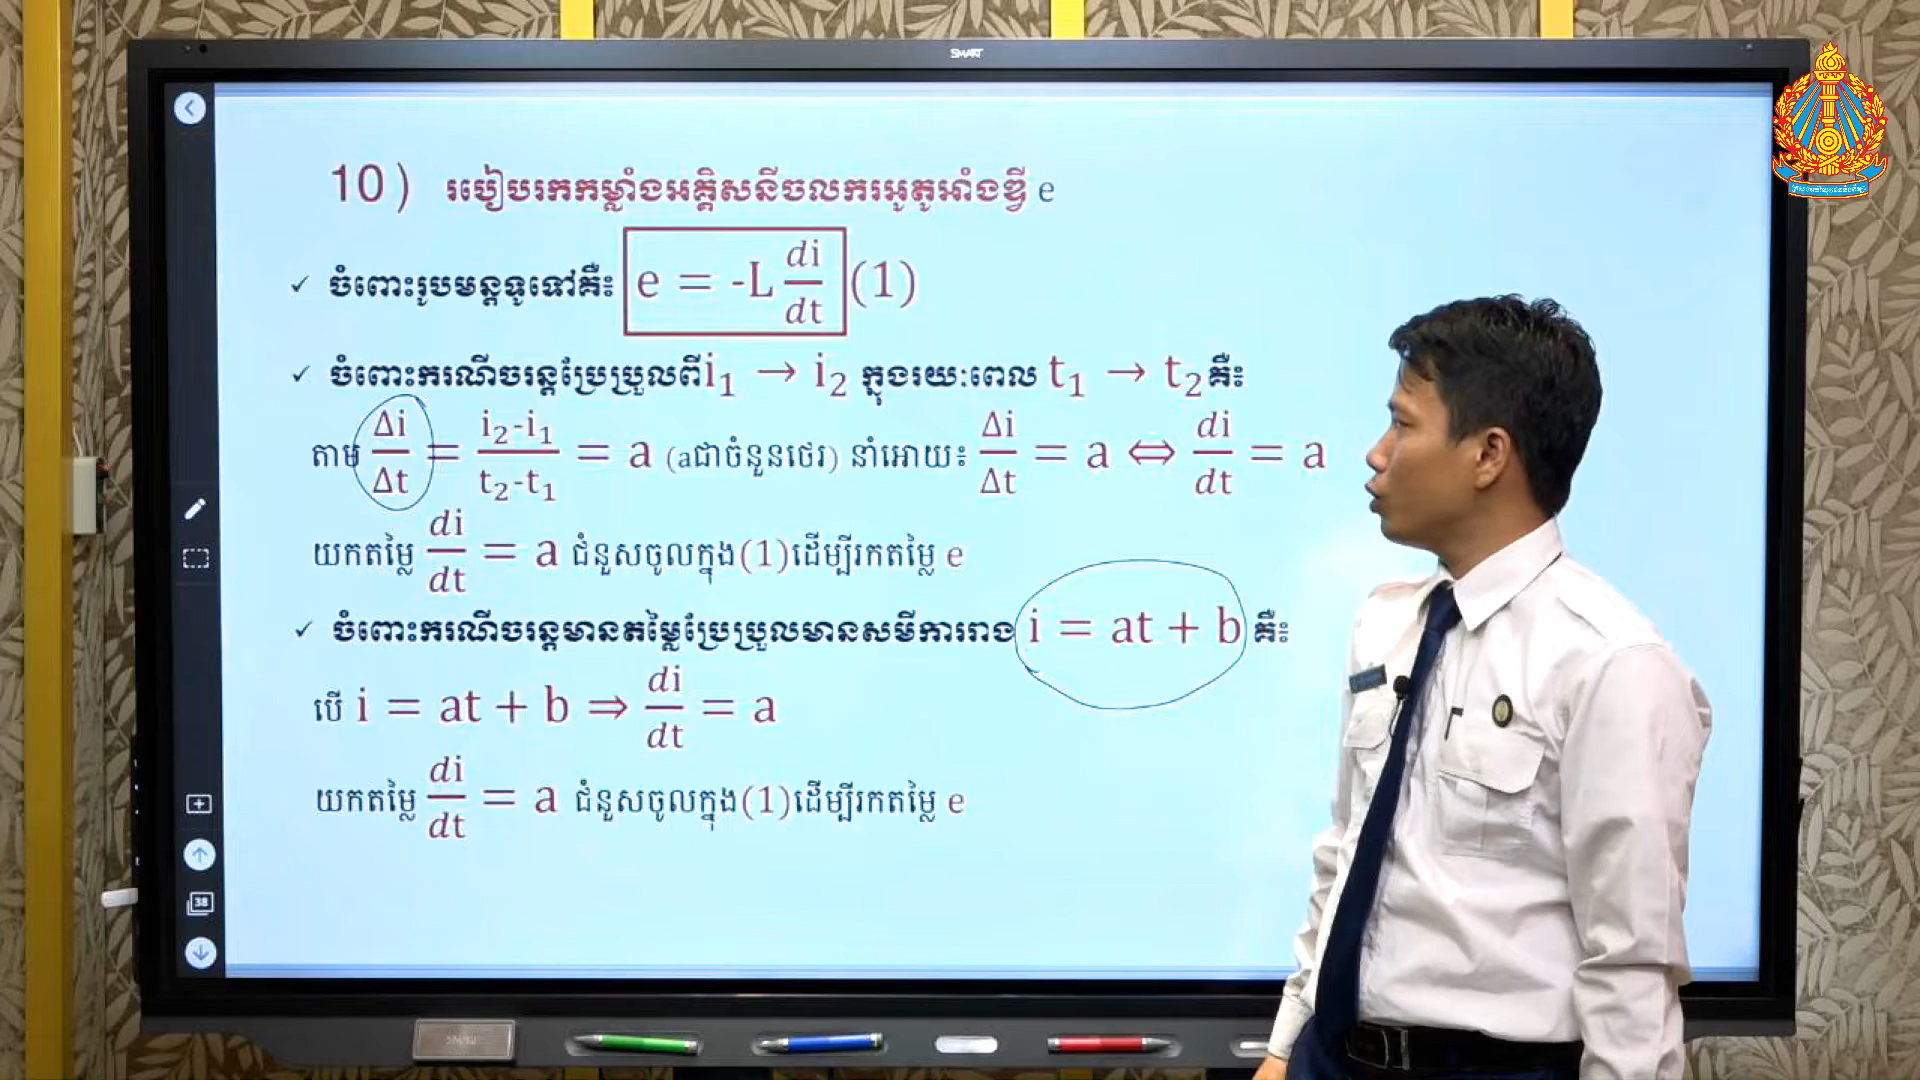 SMART
10) របៀបរកកម្លាំងអគ្គិសនីចលករអូតូអាំងឌ្វី e
✓ ចំពោះរូបមន្តទូទៅគឺ៖ e = -L di/dt (1)
✓ ចំពោះករណីចរន្តប្រែប្រួលពី i₁ → i₂ ក្នុងរយៈពេល t₁ → t₂ គឺ៖
តាម Δi/Δt = i₂-i₁/t₂-t₁ = a (aជាចំនួនថេរ) នាំអោយ៖ Δi/Δt = a ⇔ di/dt = a
យកតម្លៃ di/dt = a ជំនួសចូលក្នុង(1)ដើម្បីរកតម្លៃ e
✓ ចំពោះករណីចរន្តមានតម្លៃប្រែប្រួលមានសមីការរាង i = at + b គឺ៖
បើ i = at + b ⇒ di/dt = a
យកតម្លៃ di/dt = a ជំនួសចូលក្នុង(1)ដើម្បីរកតម្លៃ e
38